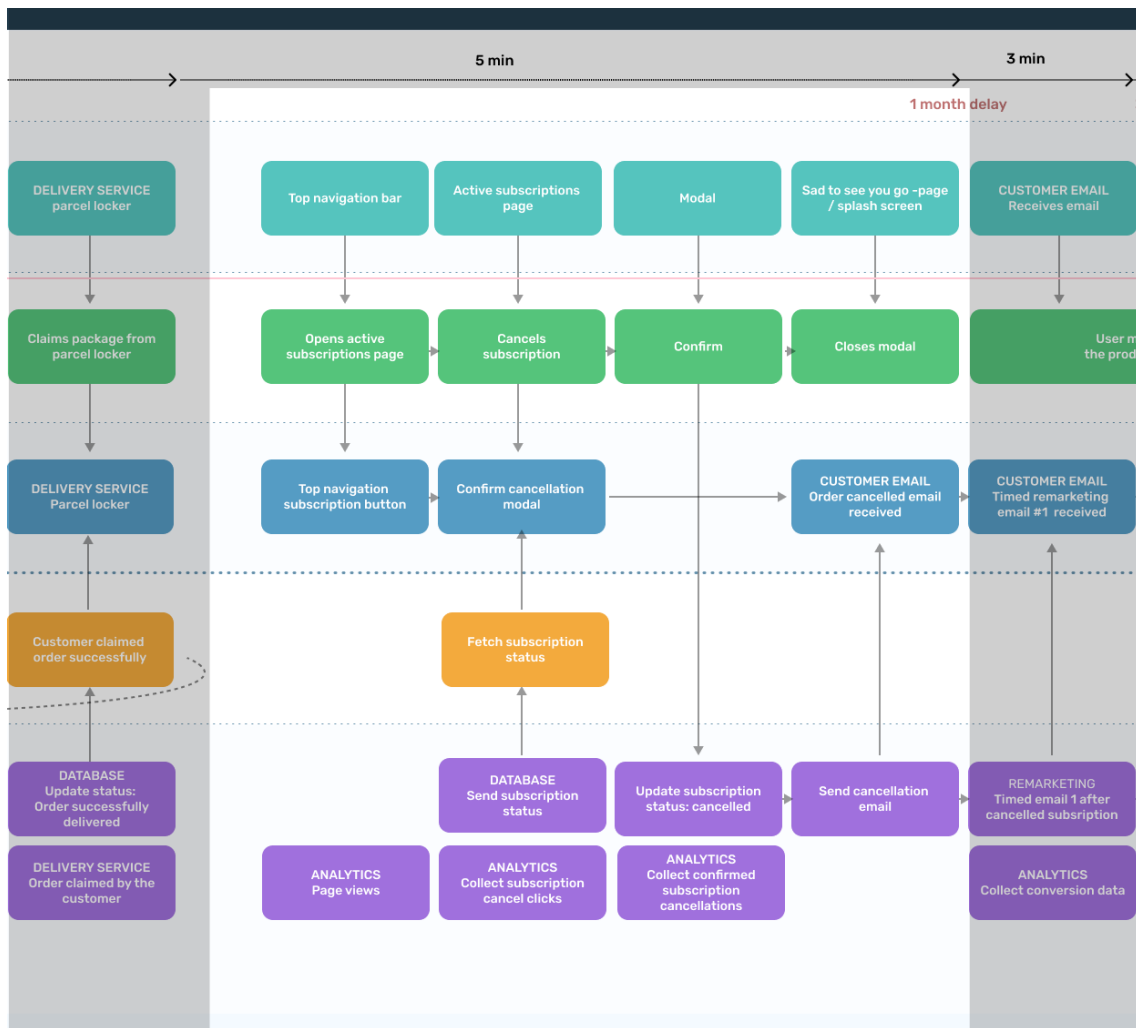 5 min
3 min
1 month delay
DELIVERY SERVICE
parcel locker
Top navigation bar
Active subscriptions
page
Modal
Sad to see you go -page
/ splash screen
CUSTOMER EMAIL
Receives email
Claims package from
parcel locker
Opens active
subscriptions page
Cancels
subscription
Confirm
Closes modal
User m
the prod
DELIVERY SERVICE
Parcel locker
Top navigation
subscription button
Confirm cancellation
modal
CUSTOMER EMAIL
Order cancelled email
received
CUSTOMER EMAIL
Timed remarketing
email #1 received
Customer claimed
order successfully
Fetch subscription
status
DATABASE
Update status:
Order successfully
delivered
DATABASE
Send subscription
status
Update subscription
status: cancelled
Send cancellation
email
REMARKETING
Timed email 1 after
cancelled subsription
DELIVERY SERVICE
Order claimed by the
customer
ANALYTICS
Page views
ANALYTICS
Collect subscription
cancel clicks
ANALYTICS
Collect confirmed
subscription
cancellations
ANALYTICS
Collect conversion data